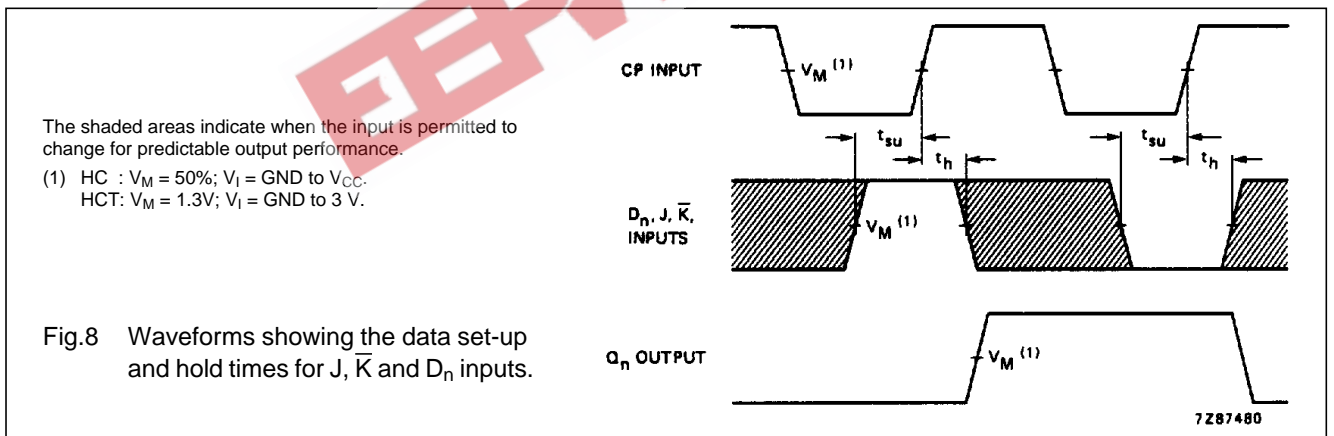 CP INPUT
V_M (1)
The shaded areas indicate when the input is permitted to
change for predictable output performance.
(1) HC : V_M = 50%; V_I = GND to V_CC.
HCT: V_M = 1.3V; V_I = GND to 3 V.
t_su
t_h
t_su
t_h
D_n, J, K̅,
INPUTS
V_M (1)
Fig.8 Waveforms showing the data set-up
and hold times for J, K̅ and D_n inputs.
Q_n OUTPUT
V_M (1)
7Z87480